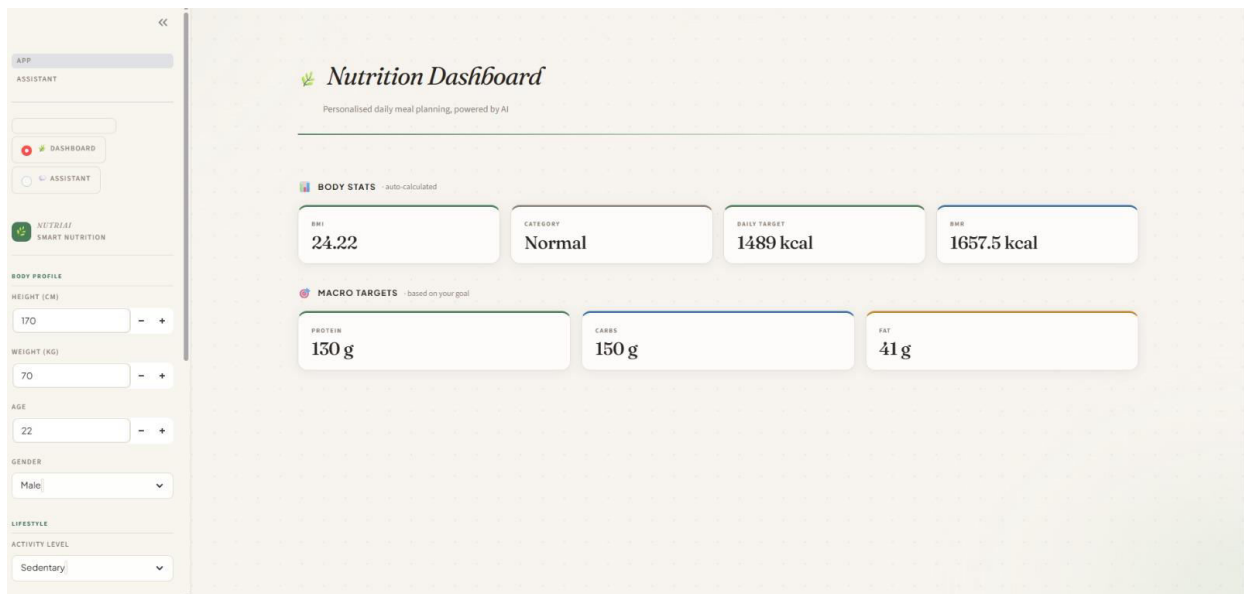 APP
ASSISTANT
DASHBOARD
ASSISTANT
NUTRIAI
SMART NUTRITION
BODY PROFILE
HEIGHT (CM)
170
WEIGHT (KG)
70
AGE
22
GENDER
Male
LIFESTYLE
ACTIVITY LEVEL
Sedentary
Nutrition Dashboard
Personalised daily meal planning, powered by AI
BODY STATS · auto-calculated
BMI
24.22
CATEGORY
Normal
DAILY TARGET
1489 kcal
BMR
1657.5 kcal
MACRO TARGETS · based on your goal
PROTEIN
130 g
CARBS
150 g
FAT
41 g